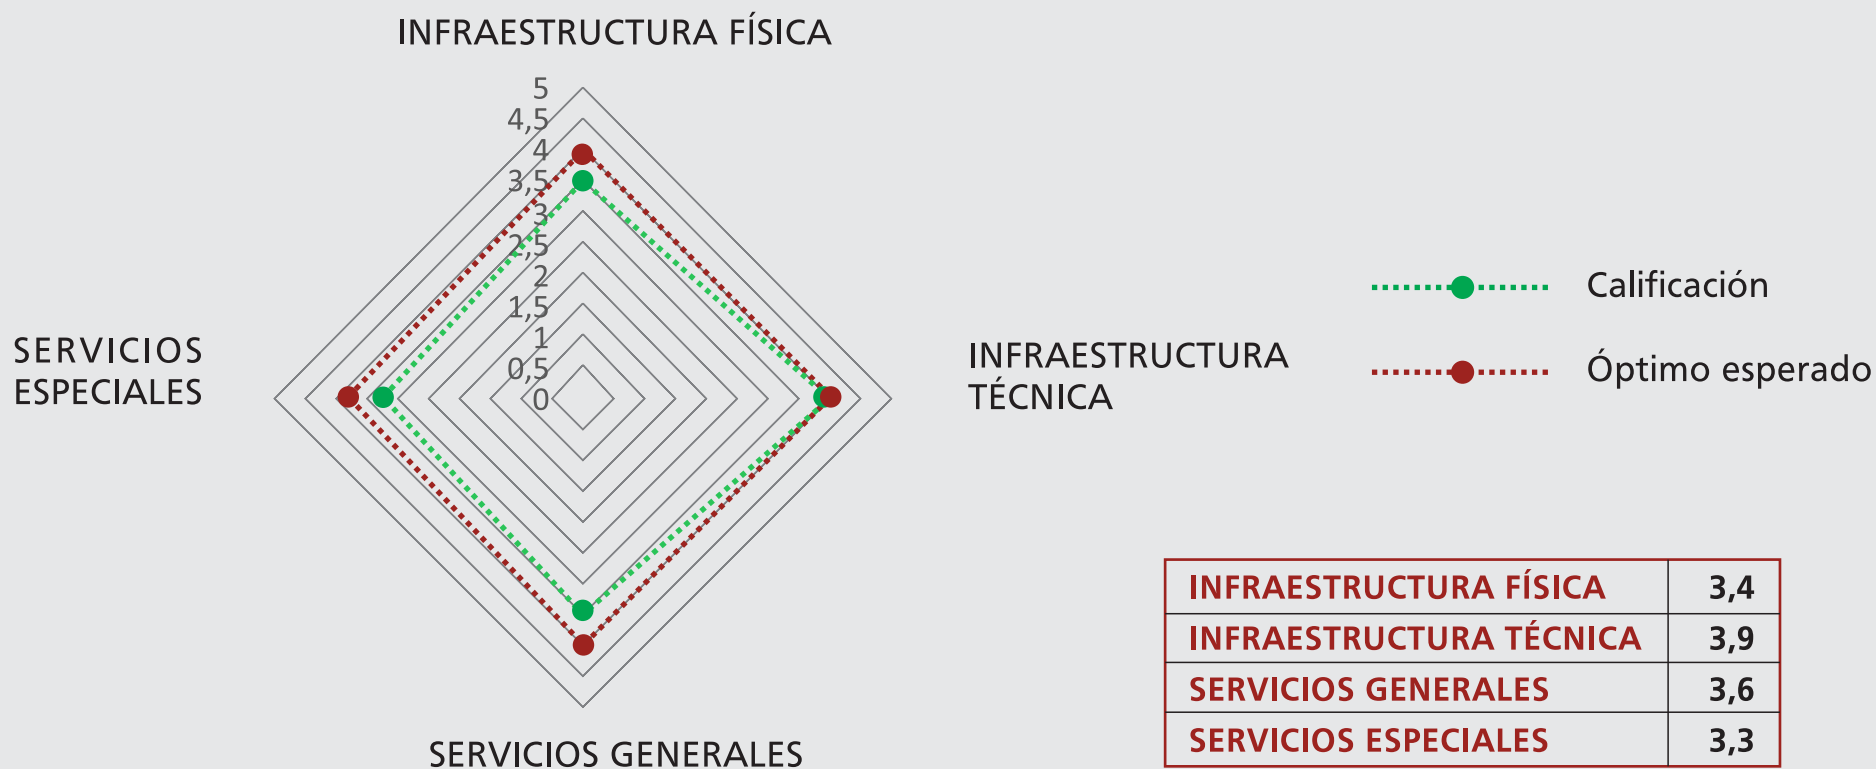 INFRAESTRUCTURA FÍSICA
5
4,5
4
3,5
3
2,5
2
1,5
1
0,5
0
SERVICIOS
ESPECIALES
INFRAESTRUCTURA
TÉCNICA
SERVICIOS GENERALES
Calificación
Óptimo esperado
INFRAESTRUCTURA FÍSICA 3,4
INFRAESTRUCTURA TÉCNICA 3,9
SERVICIOS GENERALES 3,6
SERVICIOS ESPECIALES 3,3